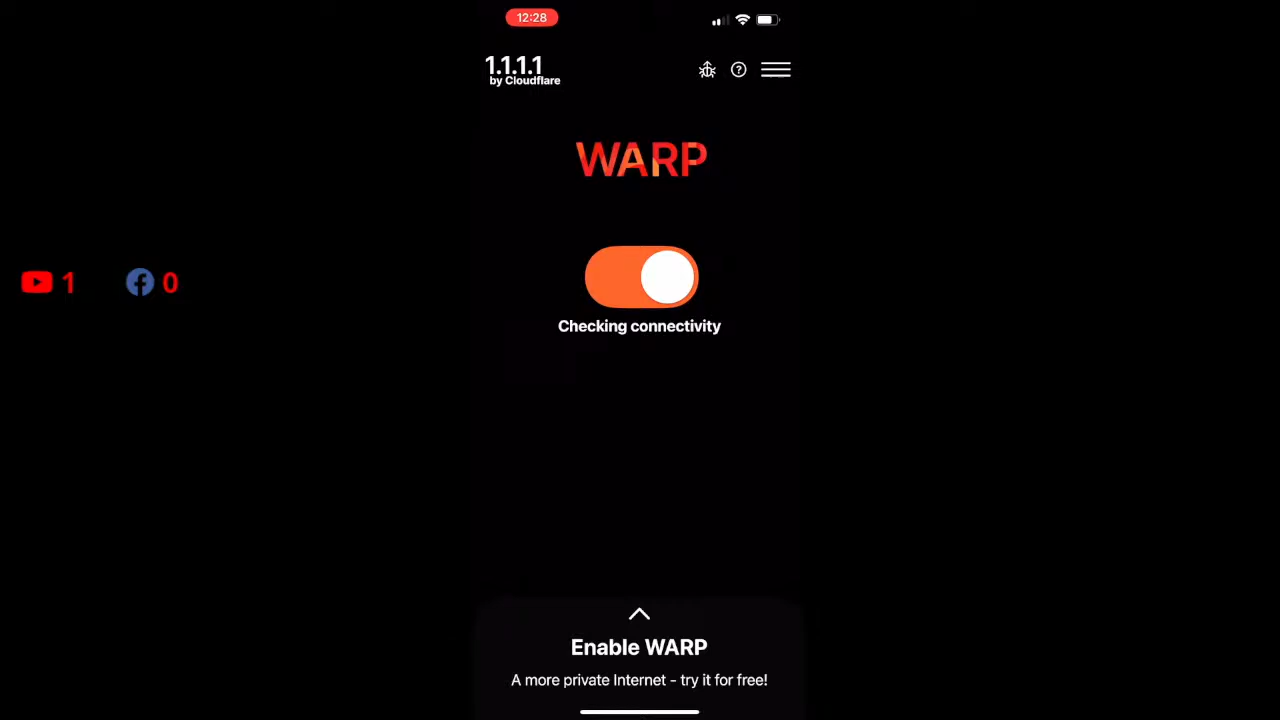 12:28
1.1.1.1
by Cloudflare
WARP
1 0
Checking connectivity
Enable WARP
A more private Internet - try it for free!